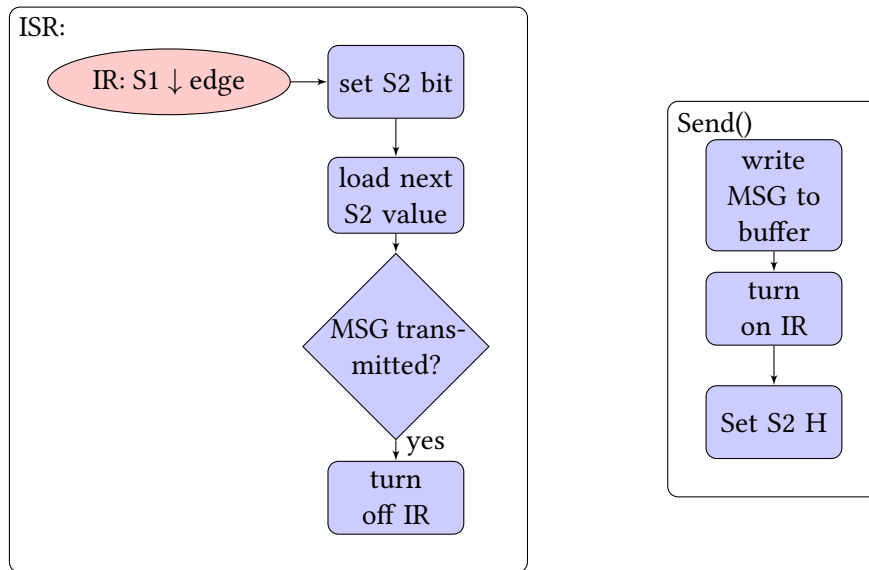 ISR:
IR: S1 ↓ edge
set S2 bit
load next
S2 value
MSG trans-
mitted?
yes
turn
off IR
Send()
write
MSG to
buffer
turn
on IR
Set S2 H